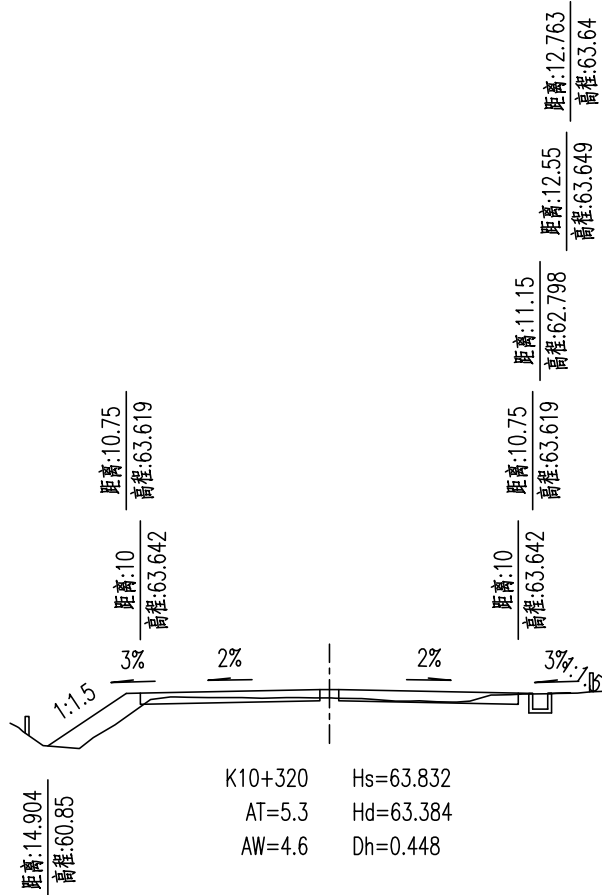 距离:12.763
高程:63.64
距离:12.55
高程:63.649
距离:11.15
高程:62.798
距离:10.75
高程:63.619
距离:10.75
高程:63.619
距离:10
高程:63.642
距离:10
高程:63.642
3%
2%
2%
3%
1:1.5
距离:14.904
高程:60.85
K10+320
Hs=63.832
AT=5.3
Hd=63.384
AW=4.6
Dh=0.448